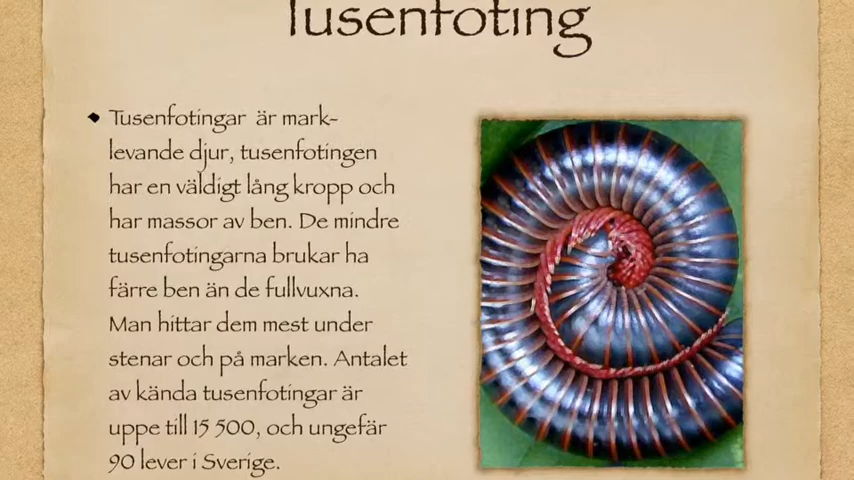 Tusenfoting
Tusenfotingar är mark-
levande djur, tusenfotingen
har en väldigt lång kropp och
har massor av ben. De mindre
tusenfotingarna brukar ha
färre ben än de fullvuxna.
Man hittar dem mest under
stenar och på marken. Antalet
av kända tusenfotingar är
uppe till 15 500, och ungefär
90 lever i Sverige.